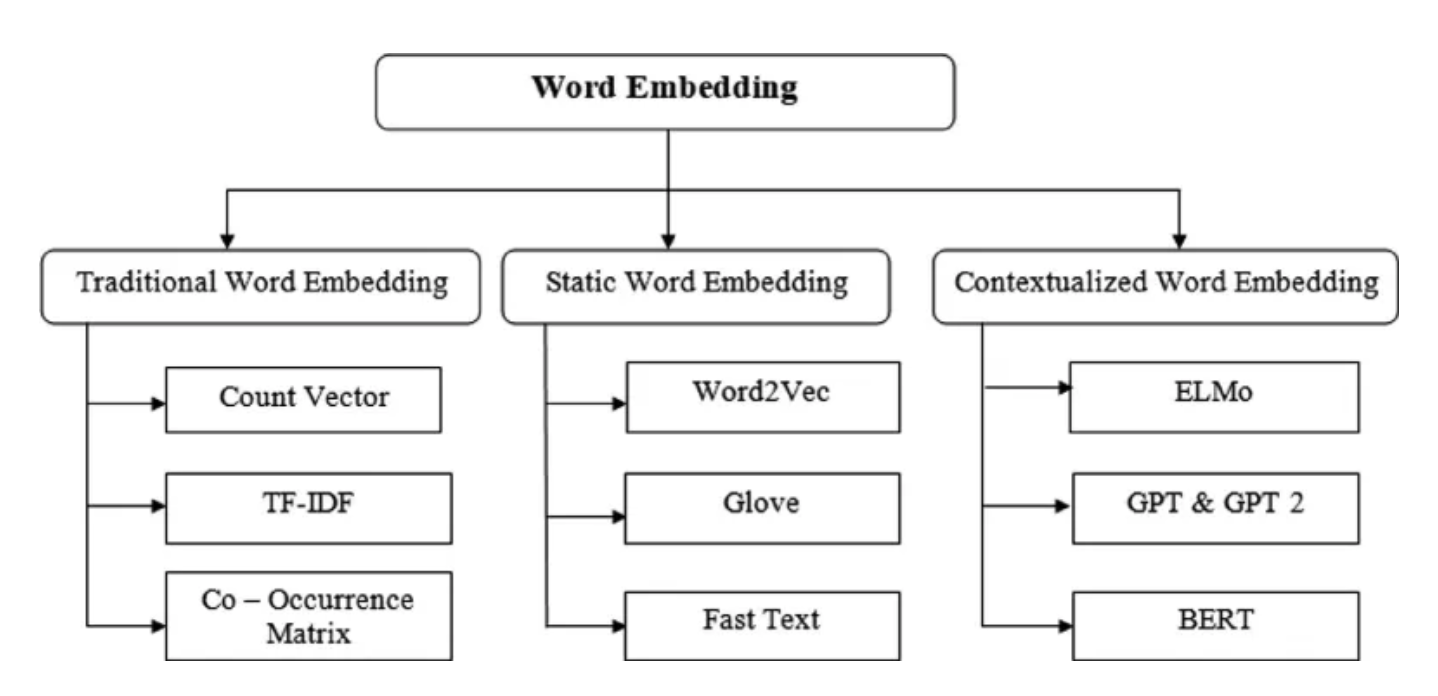 Word Embedding
Traditional Word Embedding
Static Word Embedding
Contextualized Word Embedding
Count Vector
Word2Vec
ELMo
TF-IDF
Glove
GPT & GPT 2
Co – Occurrence
Matrix
Fast Text
BERT